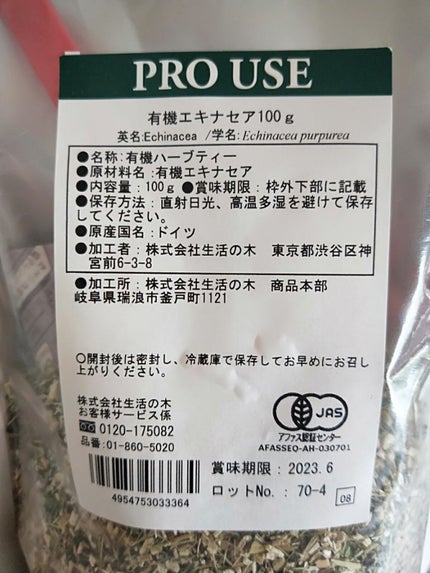 PRO USE
有機エキナセア100g
英名:Echinacea /学名:Echinacea purpurea
●名称:有機ハーブティー
●原材料名:有機エキナセア
●内容量:100g ●賞味期限:枠外下部に記載
●保存方法:直射日光、高温多湿を避けて保存
してください。
●原産国名:ドイツ
●加工者:株式会社生活の木 東京都渋谷区神
宮前6-3-8
●加工所:株式会社生活の木 商品本部
岐阜県瑞浪市釜戸町1121
○開封後は密封し、冷蔵庫で保存してお早めにお召し
上がりください。
株式会社生活の木
お客様サービス係
0120-175082
品番:01-860-5020
4954753033364
JAS
アファス認証センター
AFASSEQ-AH-030701
賞味期限:2023.6
ロットNo.:70-4
08